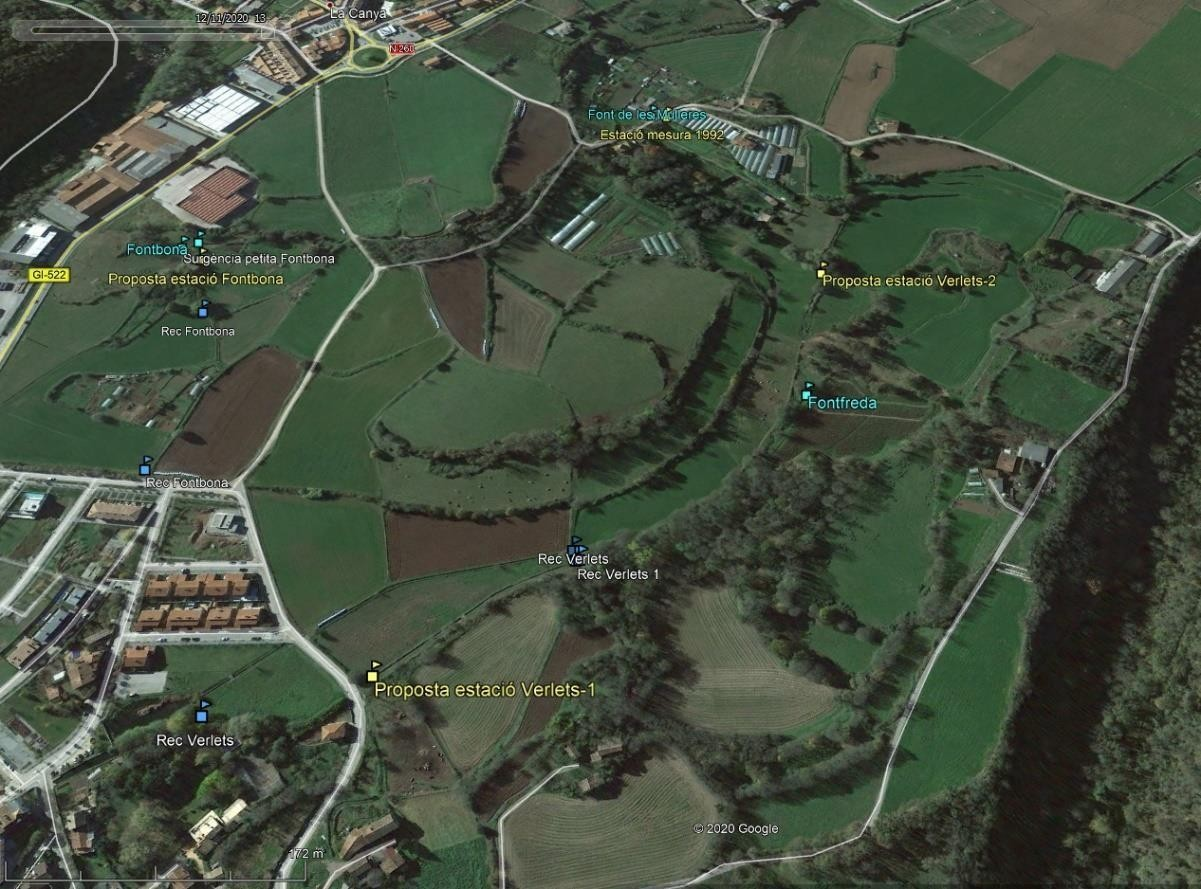 12/11/2020 13
La Canya
N-260
Font de les Mulleres
Estació mesura 1992
Fontbona
Surgència petita Fontbona
GI-522
Proposta estació Fontbona
Proposta estació Verlets-2
Rec Fontbona
Fontfreda
Rec Fontbona
Rec Verlets
Rec Verlets 1
Proposta estació Verlets-1
Rec Verlets
© 2020 Google
172 m